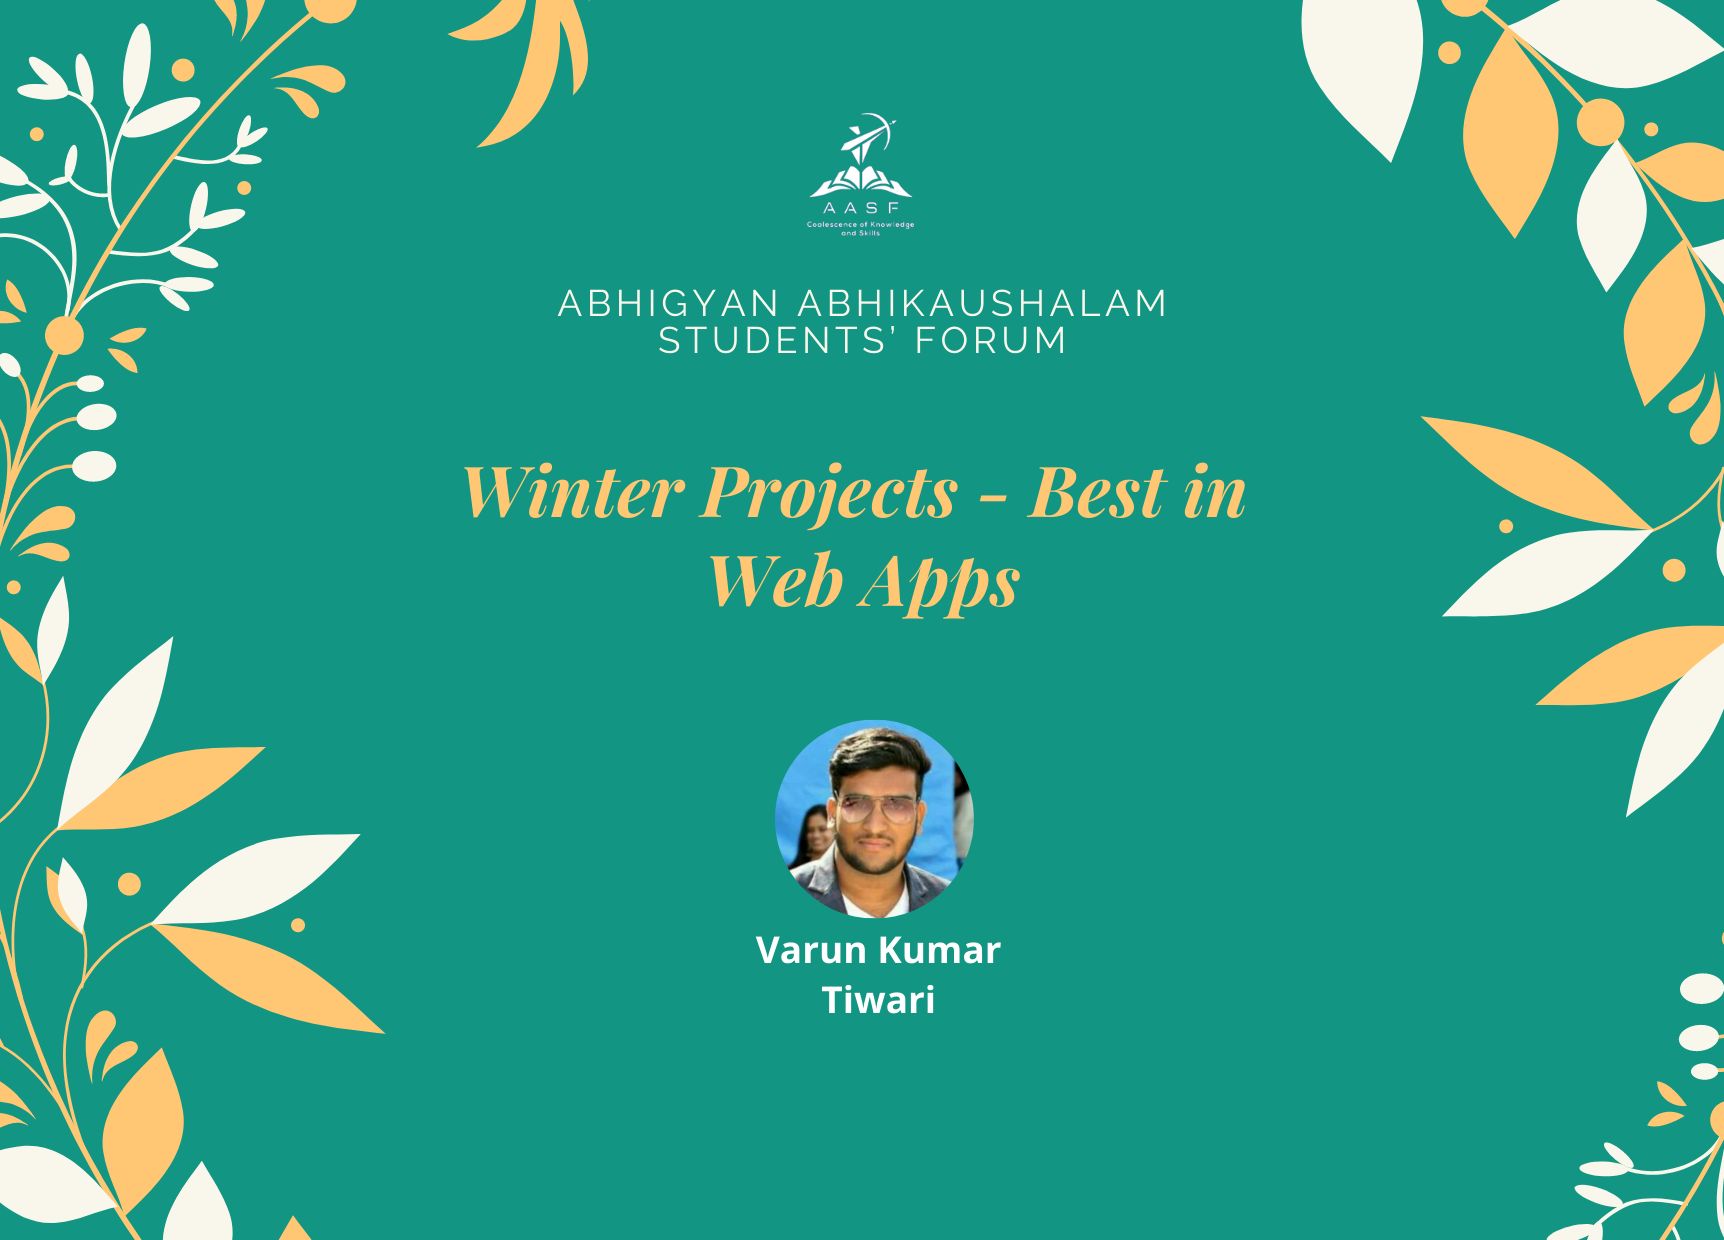 AASF
Coalescence of Knowledge
and Skills
ABHIGYAN ABHIKAUSHALAM
STUDENTS’ FORUM
Winter Projects - Best in
Web Apps
Varun Kumar
Tiwari